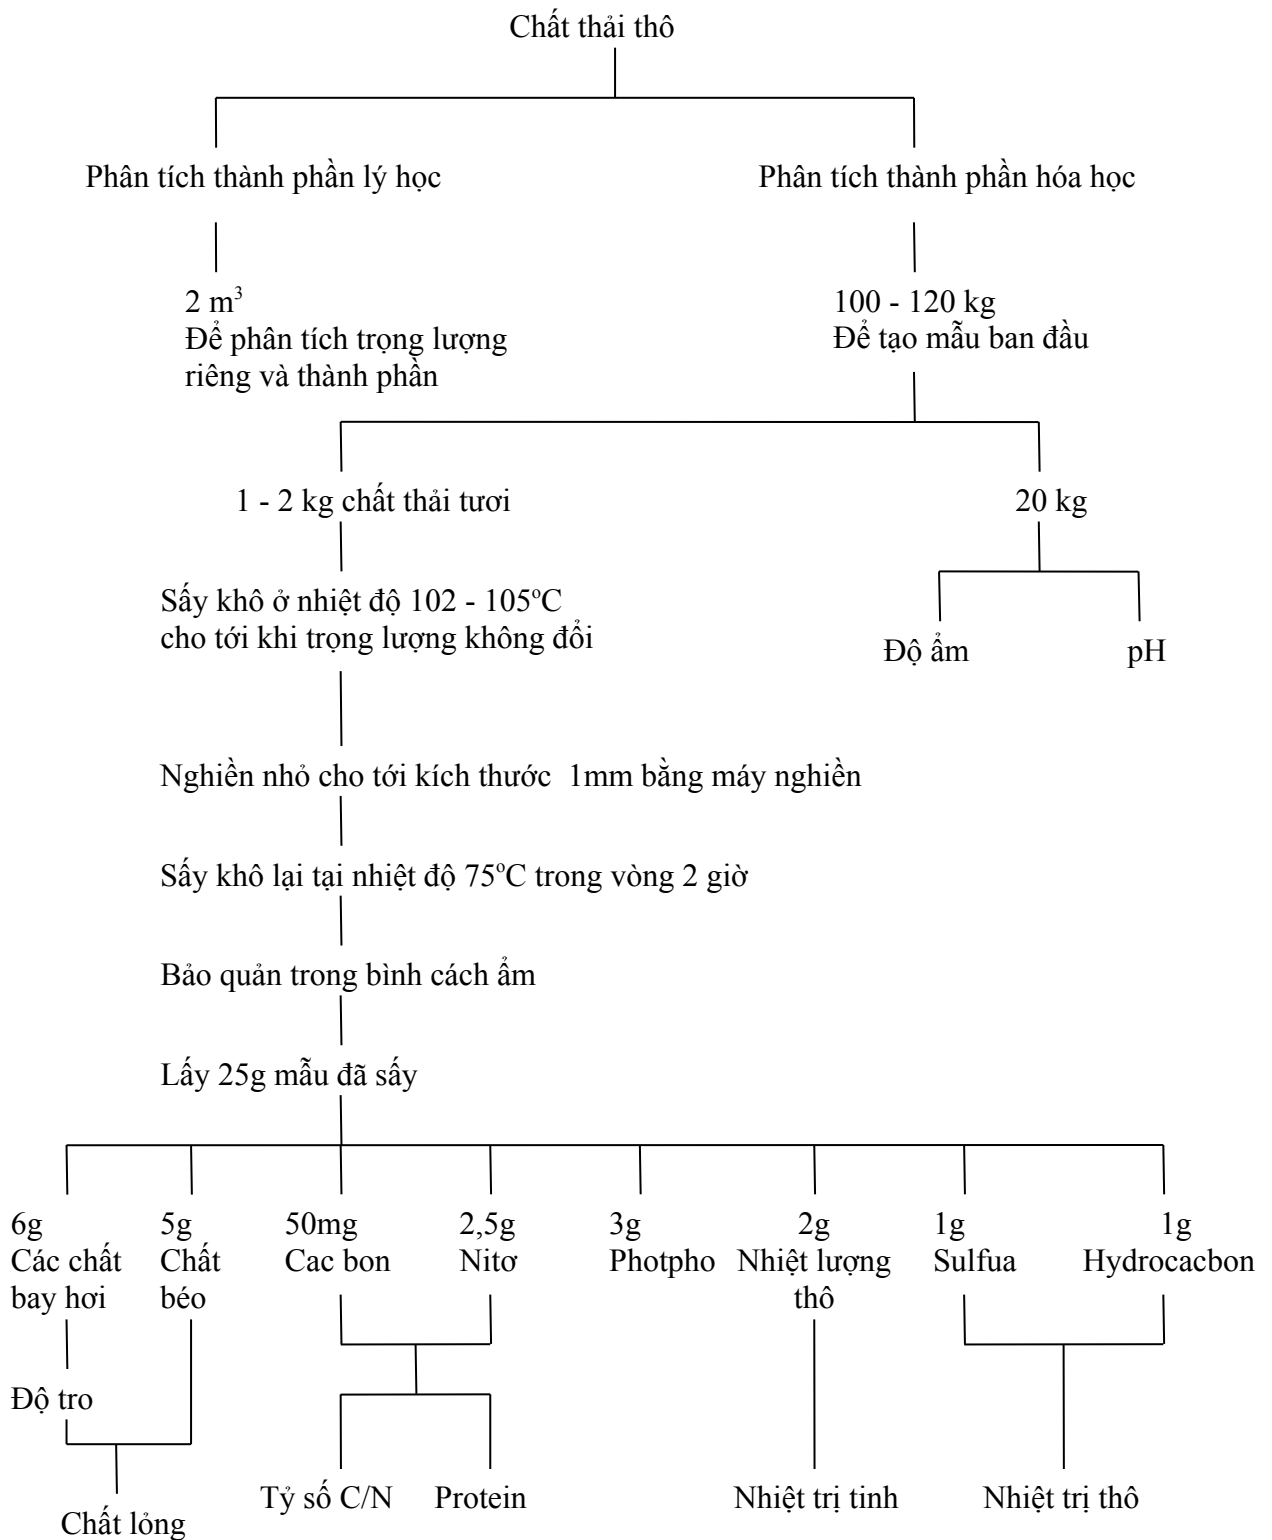 Chất thải thô
Phân tích thành phần lý học
Phân tích thành phần hóa học
2 m³
Để phân tích trọng lượng
riêng và thành phần
100 - 120 kg
Để tạo mẫu ban đầu
1 - 2 kg chất thải tươi
20 kg
Sấy khô ở nhiệt độ 102 - 105°C
cho tới khi trọng lượng không đổi
Độ ẩm
pH
Nghiền nhỏ cho tới kích thước 1mm bằng máy nghiền
Sấy khô lại tại nhiệt độ 75°C trong vòng 2 giờ
Bảo quản trong bình cách ẩm
Lấy 25g mẫu đã sấy
6g
Các chất
bay hơi
5g
Chất
béo
50mg
Cac bon
2,5g
Nitơ
3g
Photpho
2g
Nhiệt lượng
thô
1g
Sulfua
1g
Hydrocacbon
Độ tro
Chất lỏng
Tỷ số C/N
Protein
Nhiệt trị tinh
Nhiệt trị thô